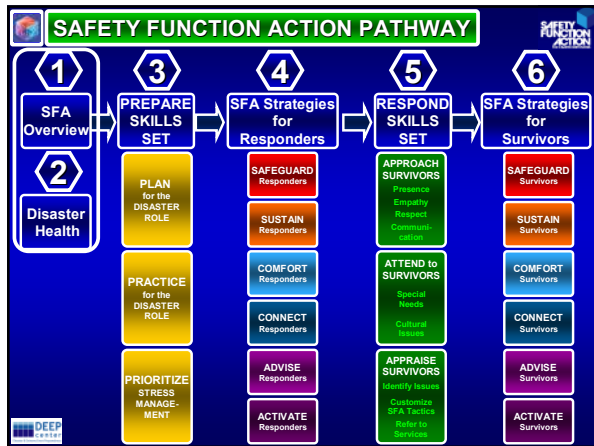 SAFETY FUNCTION ACTION PATHWAY
SAFETY
FUNCTION
ACTION
1
SFA
Overview
2
Disaster
Health
3
PREPARE
SKILLS
SET
PLAN
for the
DISASTER
ROLE
PRACTICE
for the
DISASTER
ROLE
PRIORITIZE
STRESS
MANAGE-
MENT
4
SFA Strategies
for
Responders
SAFEGUARD
Responders
SUSTAIN
Responders
COMFORT
Responders
CONNECT
Responders
ADVISE
Responders
ACTIVATE
Responders
5
RESPOND
SKILLS
SET
APPROACH
SURVIVORS
Presence
Empathy
Respect
Communi-
cation
ATTEND to
SURVIVORS
Special
Needs
Cultural
Issues
APPRAISE
SURVIVORS
Identify Issues
Customize
SFA Tactics
Refer to
Services
6
SFA Strategies
for
Survivors
SAFEGUARD
Survivors
SUSTAIN
Survivors
COMFORT
Survivors
CONNECT
Survivors
ADVISE
Survivors
ACTIVATE
Survivors
DEEP
center